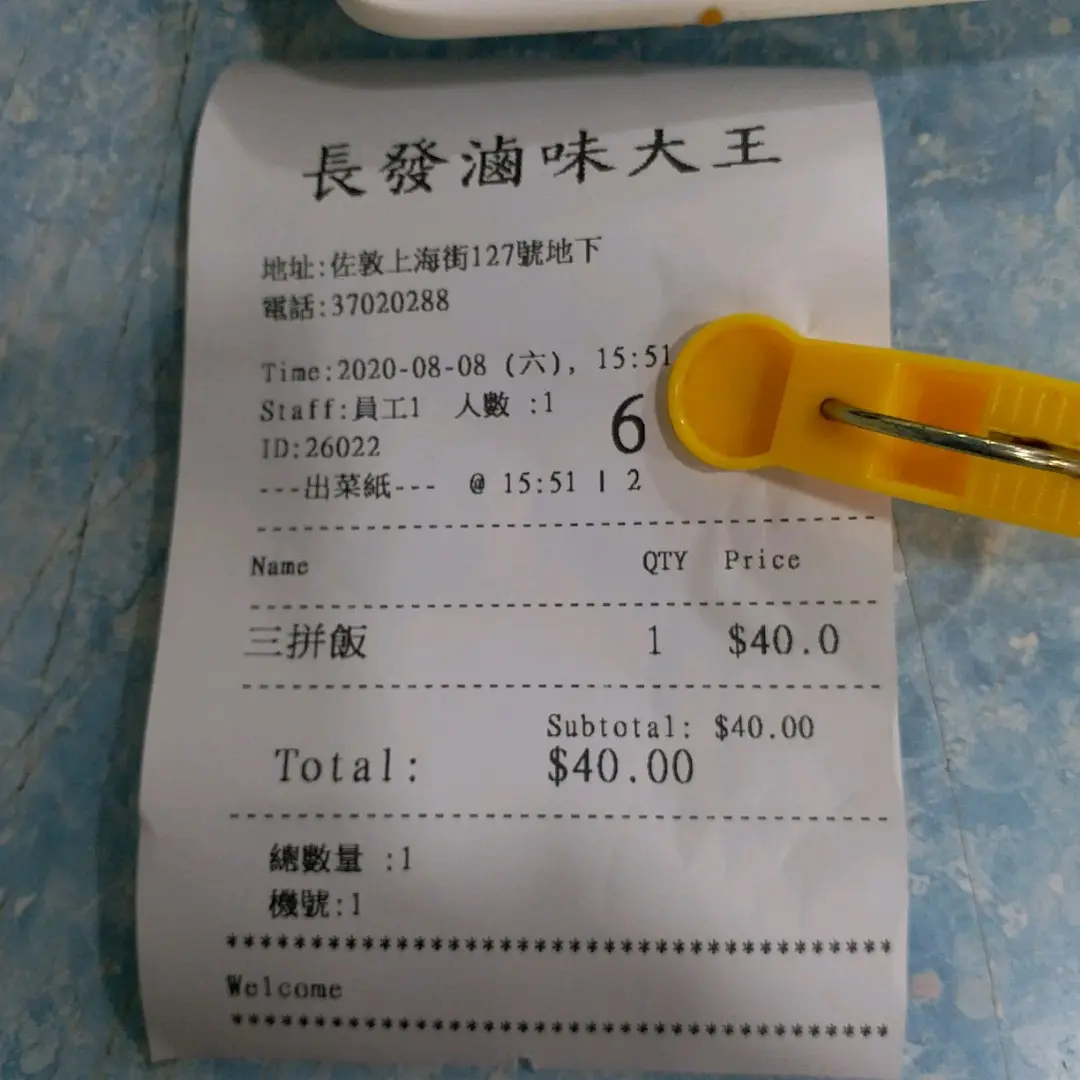 長發滷味大王
地址:佐敦上海街127號地下
電話:37020288
Time:2020-08-08 (六), 15:51
Staff:員工1 人數 :1
6
ID:26022
---出菜紙--- @ 15:51 | 2
Name QTY Price
三拼飯 1 $40.0
Subtotal: $40.00
Total: $40.00
總數量 :1
機號:1
****************************************
Welcome
****************************************